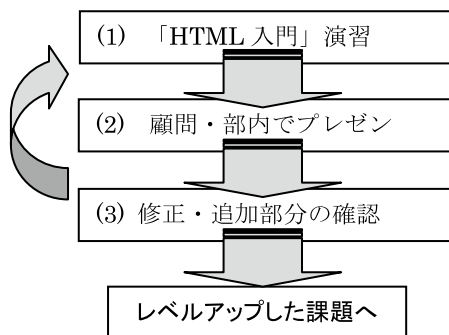 (1) 「HTML 入門」演習
(2) 顧問・部内でプレゼン
(3) 修正・追加部分の確認
レベルアップした課題へ